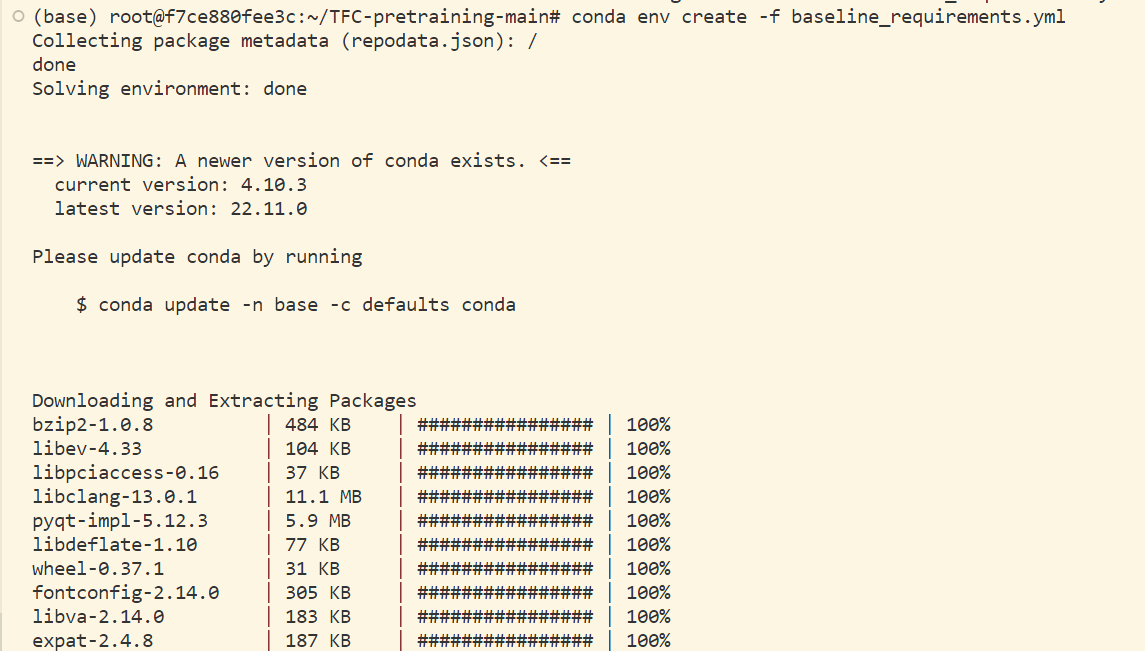 (base) root@f7ce880fee3c:~/TFC-pretraining-main# conda env create -f baseline_requirements.yml
Collecting package metadata (repodata.json): /
done
Solving environment: done
==> WARNING: A newer version of conda exists. <==
current version: 4.10.3
latest version: 22.11.0
Please update conda by running
$ conda update -n base -c defaults conda
Downloading and Extracting Packages
bzip2-1.0.8 | 484 KB | ################ | 100%
libev-4.33 | 104 KB | ################ | 100%
libpciaccess-0.16 | 37 KB | ################ | 100%
libclang-13.0.1 | 11.1 MB | ################ | 100%
pyqt-impl-5.12.3 | 5.9 MB | ################ | 100%
libdeflate-1.10 | 77 KB | ################ | 100%
wheel-0.37.1 | 31 KB | ################ | 100%
fontconfig-2.14.0 | 305 KB | ################ | 100%
libva-2.14.0 | 183 KB | ################ | 100%
expat-2.4.8 | 187 KB | ################ | 100%